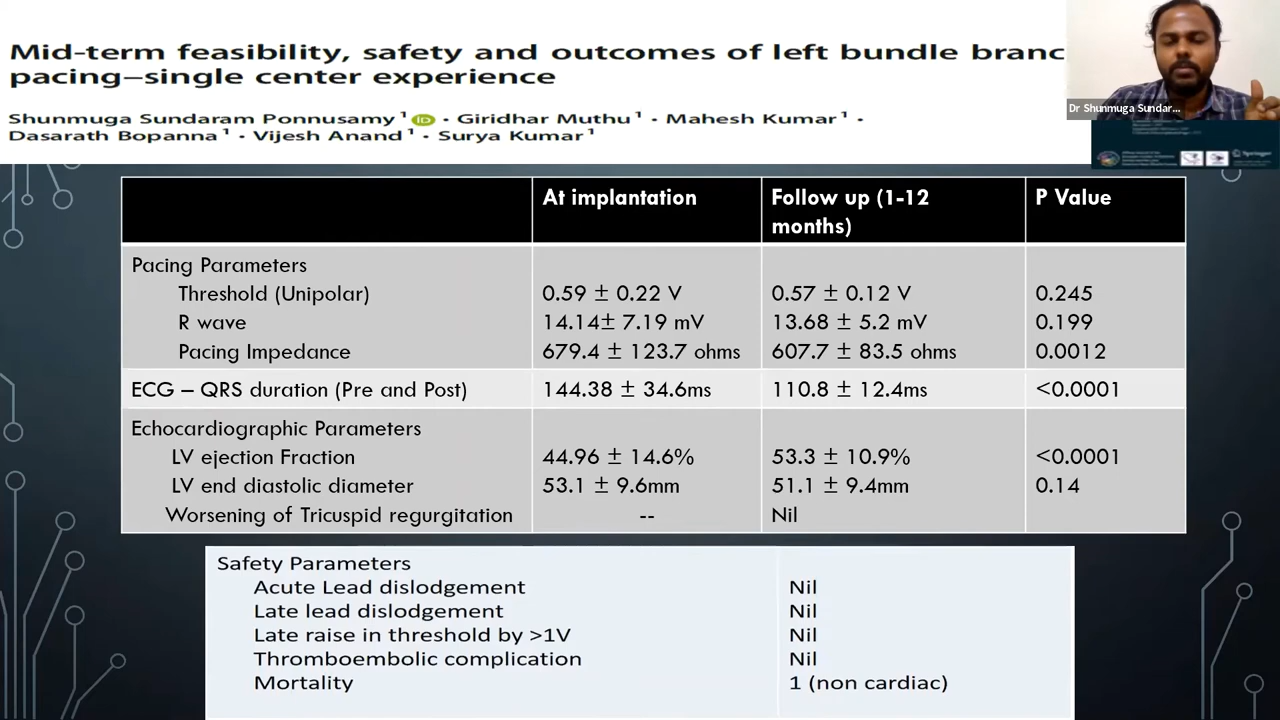 Mid-term feasibility, safety and outcomes of left bundle branc
pacing—single center experience
Shunmuga Sundaram Ponnusamy¹ iD · Giridhar Muthu¹ · Mahesh Kumar¹ ·
Dasarath Bopanna¹ · Vijesh Anand¹ · Surya Kumar¹
Dr Shunmuga Sundar...
Springer
At implantation Follow up (1-12 months) P Value
Pacing Parameters
Threshold (Unipolar) 0.59 ± 0.22 V 0.57 ± 0.12 V 0.245
R wave 14.14± 7.19 mV 13.68 ± 5.2 mV 0.199
Pacing Impedance 679.4 ± 123.7 ohms 607.7 ± 83.5 ohms 0.0012
ECG – QRS duration (Pre and Post) 144.38 ± 34.6ms 110.8 ± 12.4ms <0.0001
Echocardiographic Parameters
LV ejection Fraction 44.96 ± 14.6% 53.3 ± 10.9% <0.0001
LV end diastolic diameter 53.1 ± 9.6mm 51.1 ± 9.4mm 0.14
Worsening of Tricuspid regurgitation -- Nil
Safety Parameters
Acute Lead dislodgement Nil
Late lead dislodgement Nil
Late raise in threshold by >1V Nil
Thromboembolic complication Nil
Mortality 1 (non cardiac)